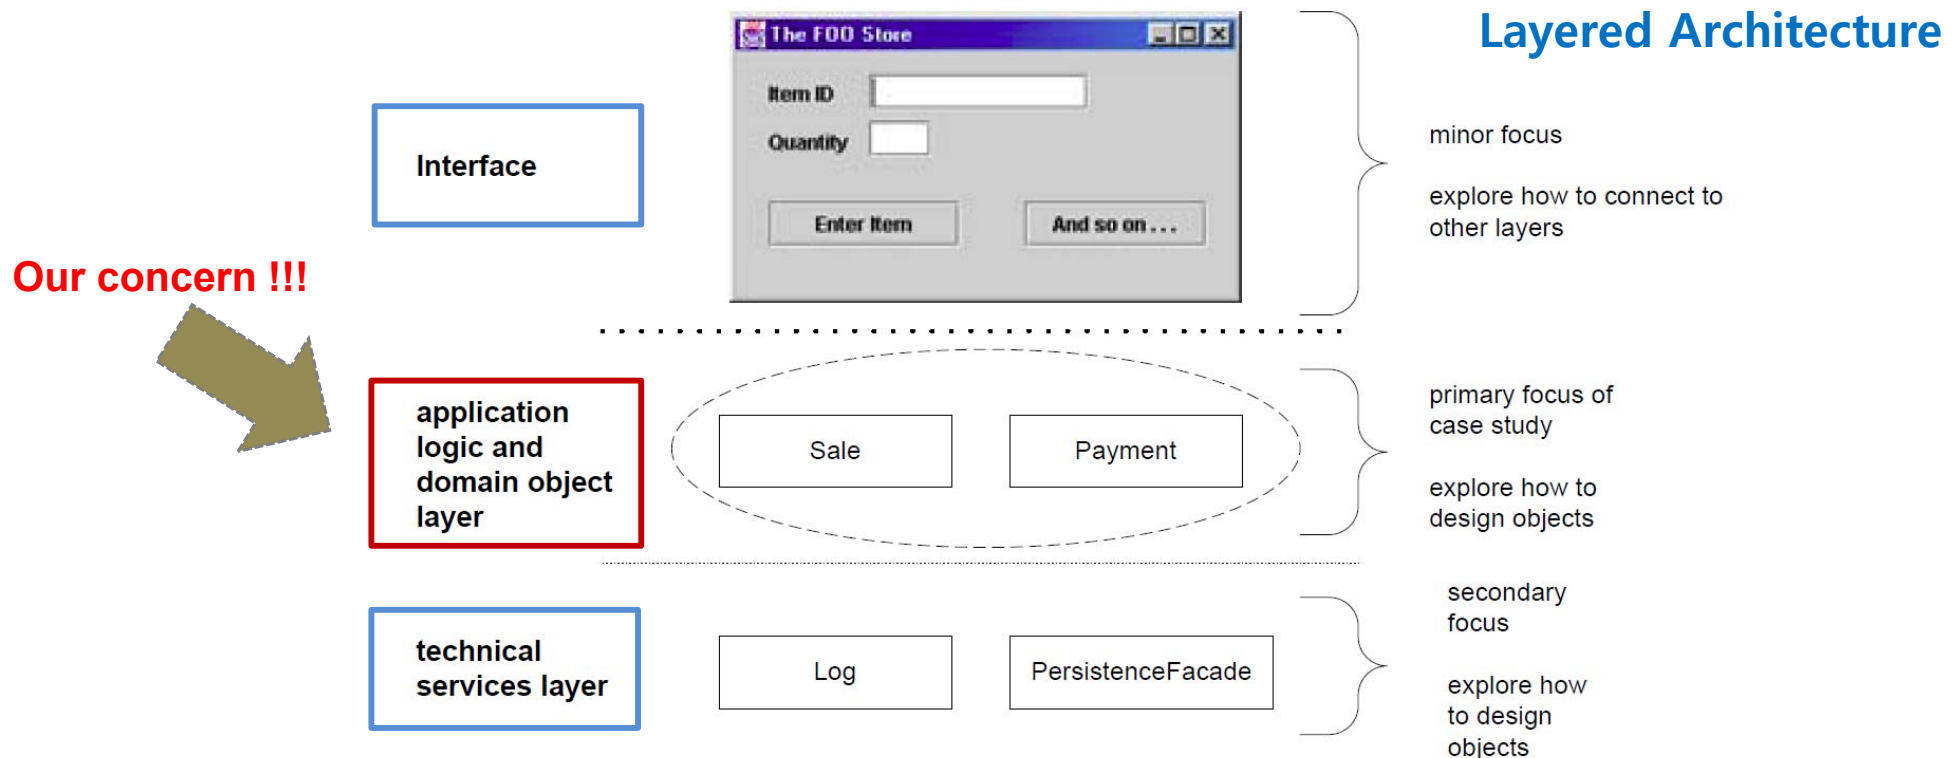 Layered Architecture
The FOO Store
Item ID
Quantity
Enter Item
And so on . . .
Interface
minor focus
explore how to connect to
other layers
Our concern !!!
application
logic and
domain object
layer
Sale
Payment
primary focus of
case study
explore how to
design objects
technical
services layer
Log
PersistenceFacade
secondary
focus
explore how
to design
objects